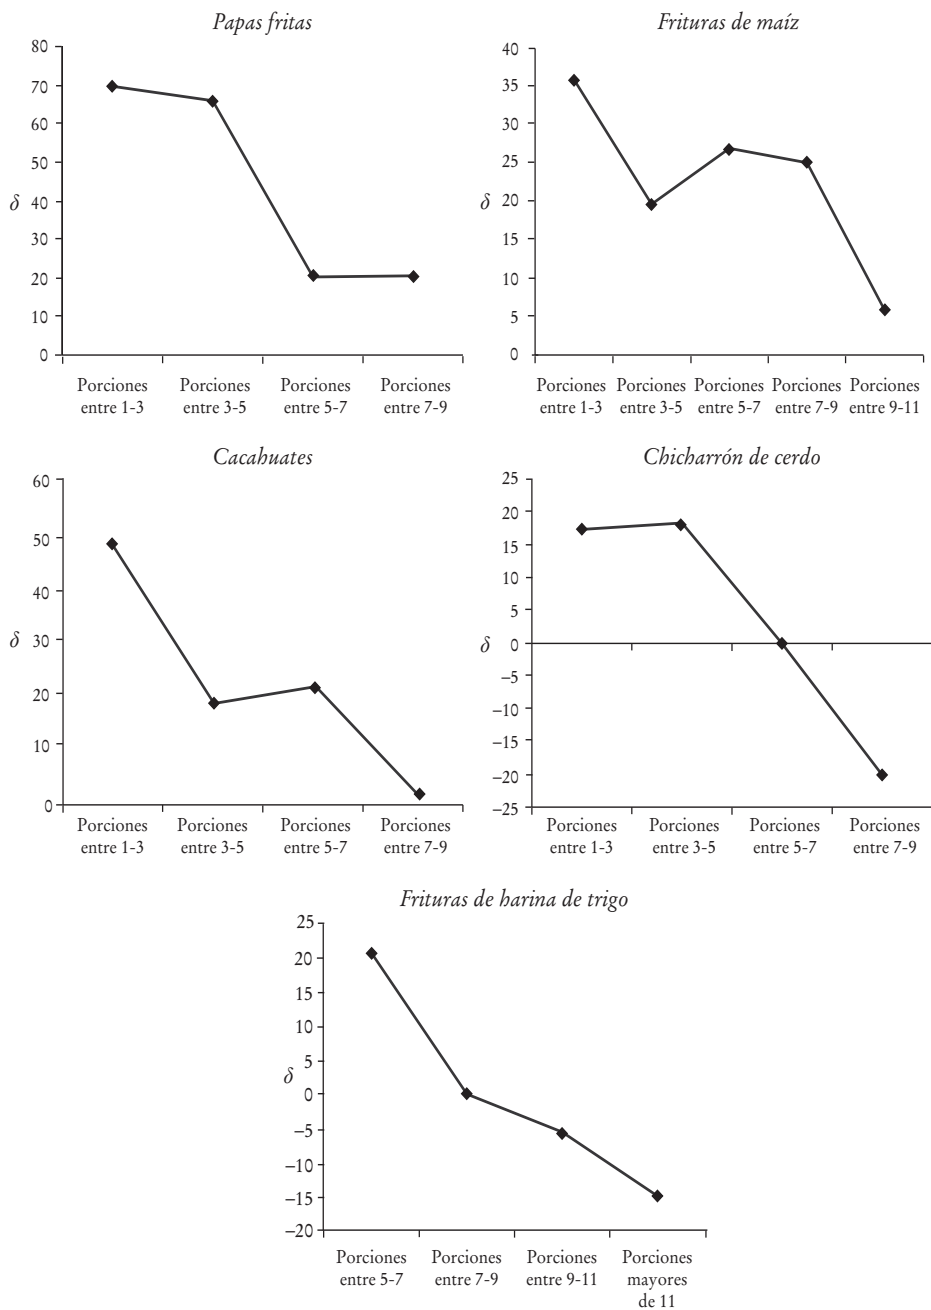 Papas fritas
80
70
60
50
40
30
20
10
0
δ
Porciones entre 1-3
Porciones entre 3-5
Porciones entre 5-7
Porciones entre 7-9
Frituras de maíz
40
35
30
25
20
15
10
5
0
δ
Porciones entre 1-3
Porciones entre 3-5
Porciones entre 5-7
Porciones entre 7-9
Porciones entre 9-11
Cacahuates
60
50
40
30
20
10
0
δ
Porciones entre 1-3
Porciones entre 3-5
Porciones entre 5-7
Porciones entre 7-9
Chicharrón de cerdo
25
20
15
10
5
0
−5
−10
−15
−20
−25
δ
Porciones entre 1-3
Porciones entre 3-5
Porciones entre 5-7
Porciones entre 7-9
Frituras de harina de trigo
25
20
15
10
5
0
−5
−10
−15
−20
δ
Porciones entre 5-7
Porciones entre 7-9
Porciones entre 9-11
Porciones mayores de 11